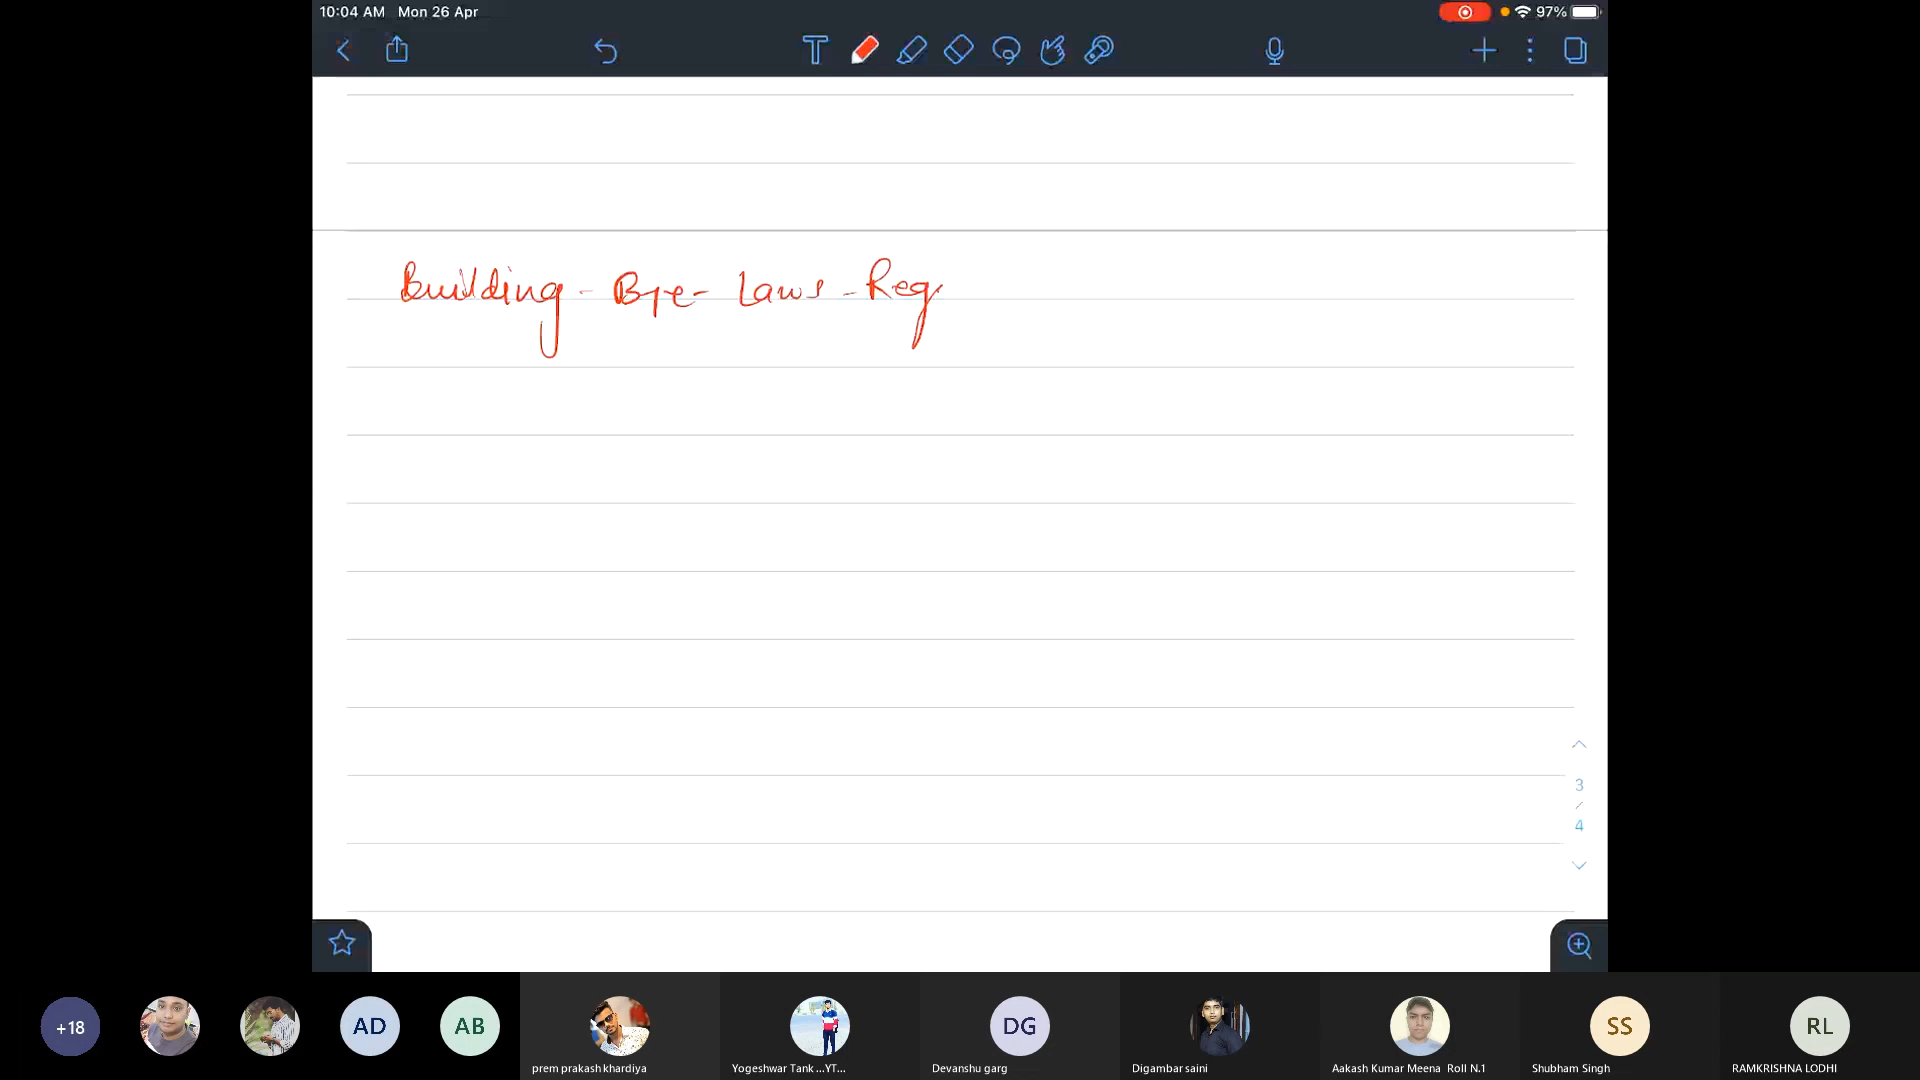 10:04 AM Mon 26 Apr
97%
Building - Bye - Laws - Reg
3
4
+18
AD
AB
DG
SS
RL
prem prakash khardiya
Yogeshwar Tank ...YT...
Devanshu garg
Digambar saini
Aakash Kumar Meena Roll N.1
Shubham Singh
RAMKRISHNA LODHI